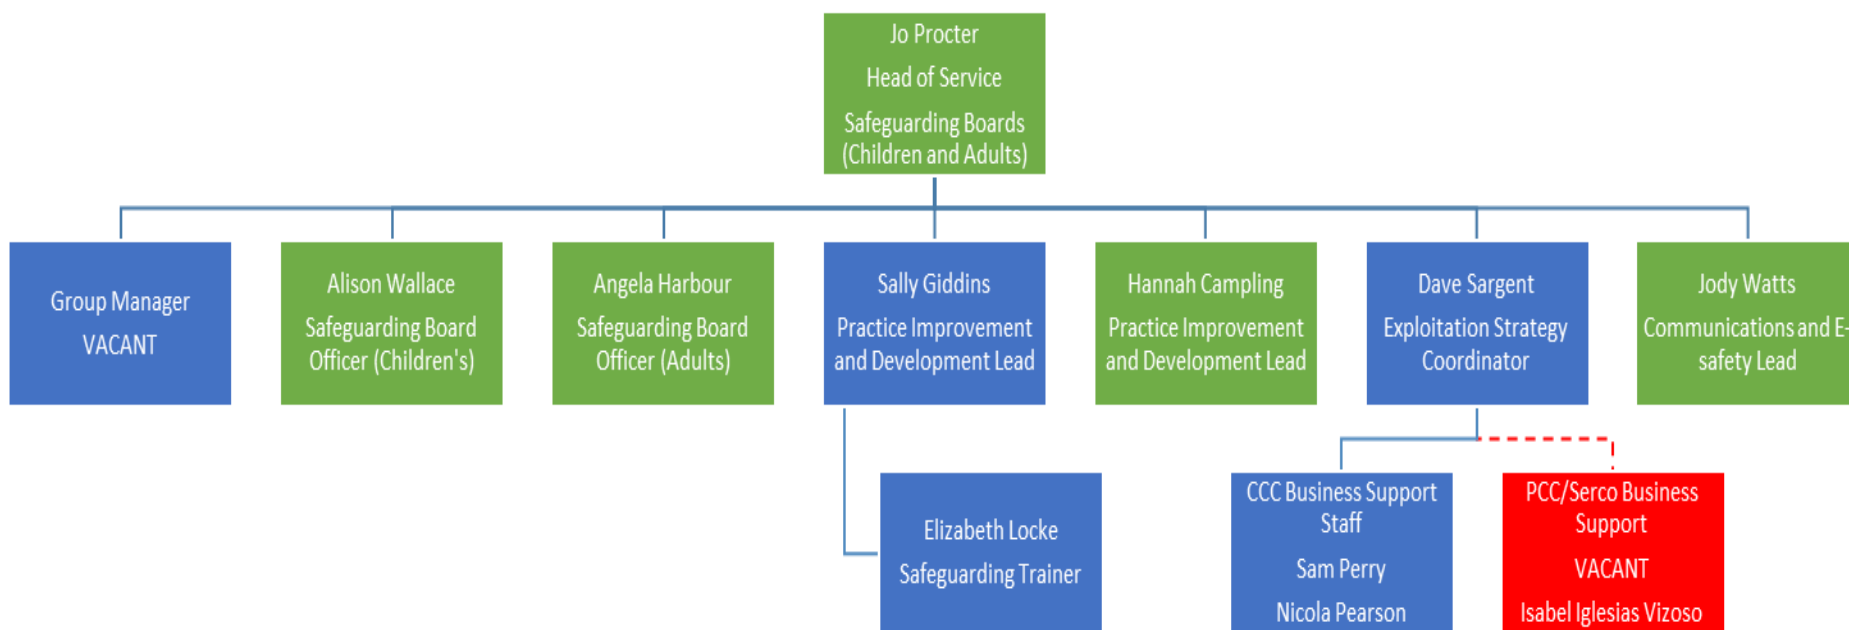 Jo Procter
Head of Service
Safeguarding Boards
(Children and Adults)
Group Manager
VACANT
Alison Wallace
Safeguarding Board
Officer (Children's)
Angela Harbour
Safeguarding Board
Officer (Adults)
Sally Giddins
Practice Improvement
and Development Lead
Hannah Campling
Practice Improvement
and Development Lead
Dave Sargent
Exploitation Strategy
Coordinator
Jody Watts
Communications and E-
safety Lead
Elizabeth Locke
Safeguarding Trainer
CCC Business Support
Staff
Sam Perry
Nicola Pearson
PCC/Serco Business
Support
VACANT
Isabel Iglesias Vizoso